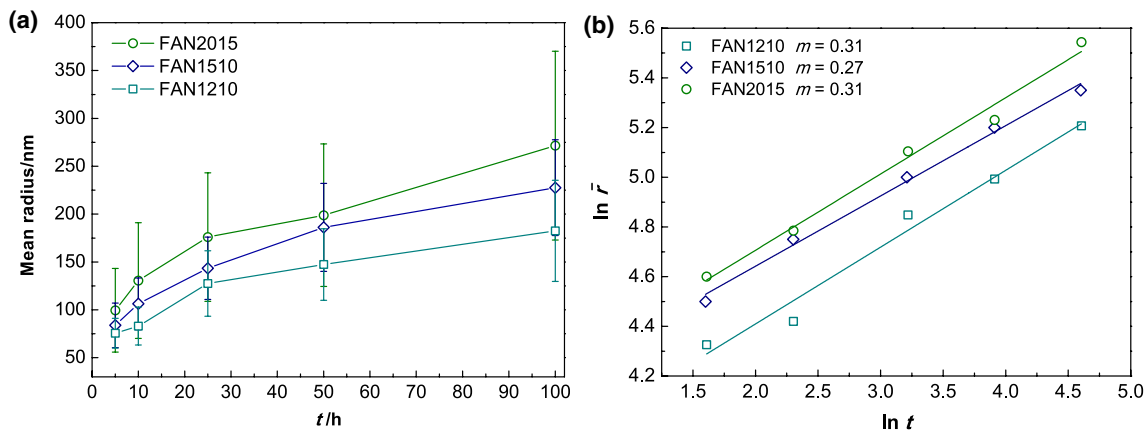 (a)
400
350
300
250
200
150
100
50
Mean radius/nm
FAN2015
FAN1510
FAN1210
0 10 20 30 40 50 60 70 80 90 100
t/h
(b)
5.6
5.4
5.2
5.0
4.8
4.6
4.4
4.2
ln r̄
FAN1210 m = 0.31
FAN1510 m = 0.27
FAN2015 m = 0.31
1.5 2.0 2.5 3.0 3.5 4.0 4.5 5.0
ln t